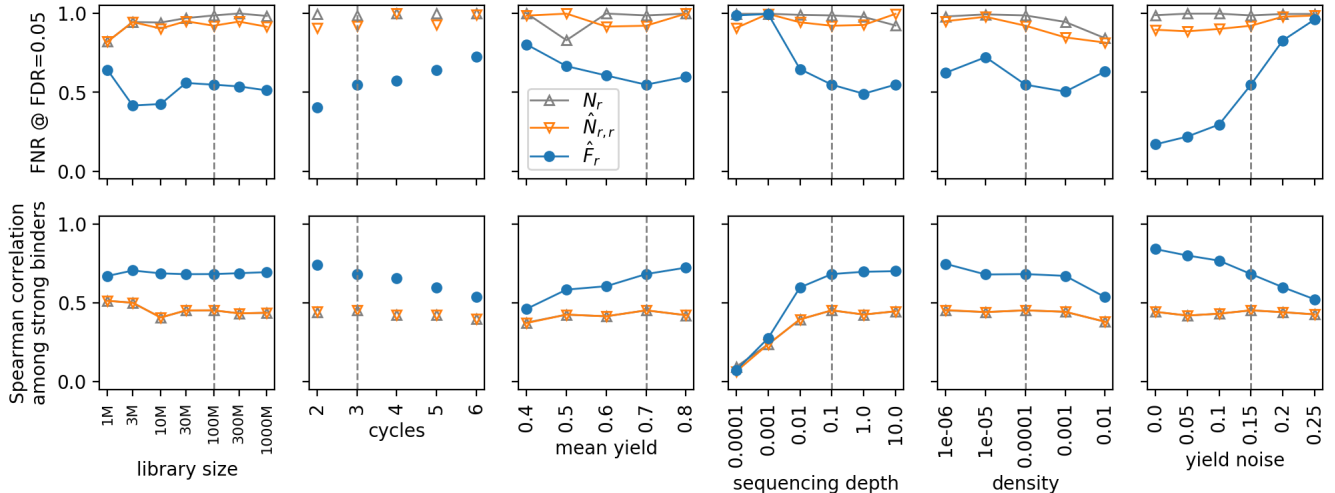 FNR @ FDR=0.05
1.0
0.5
0.0
N_r
N̂_{r,r}
F̂_r
Spearman correlation
among strong binders
1.0
0.5
0.0
1M 3M 10M 30M 100M 300M 1000M
library size
2 3 4 5 6
cycles
0.4 0.5 0.6 0.7 0.8
mean yield
0.0001 0.001 0.01 0.1 1.0 10.0
sequencing depth
1e-06 1e-05 0.0001 0.001 0.01
density
0.0 0.05 0.1 0.15 0.2 0.25
yield noise